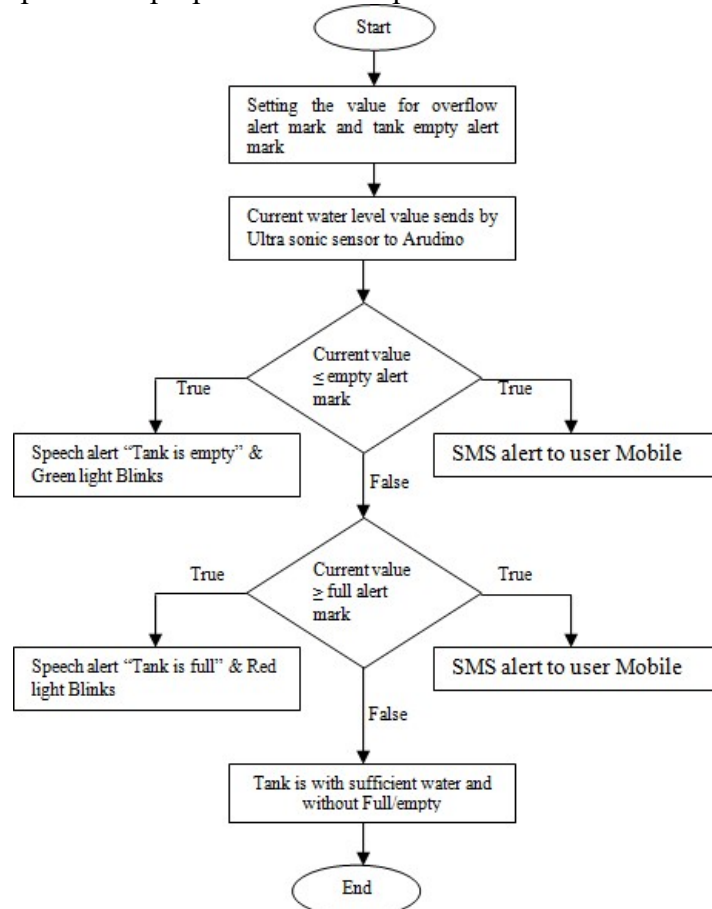 Start
Setting the value for overflow
alert mark and tank empty alert
mark
Current water level value sends by
Ultra sonic sensor to Arudino
Current value
≤ empty alert
mark
True
True
Speech alert “Tank is empty” &
Green light Blinks
SMS alert to user Mobile
False
Current value
≥ full alert
mark
True
True
Speech alert “Tank is full” & Red
light Blinks
SMS alert to user Mobile
False
Tank is with sufficient water and
without Full/empty
End